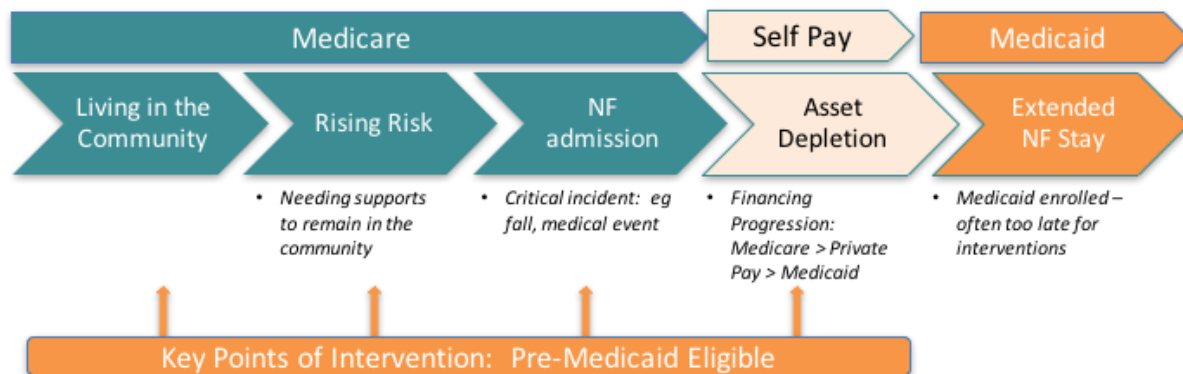 Medicare
Self Pay
Medicaid
Living in the
Community
Rising Risk
NF
admission
Asset
Depletion
Extended
NF Stay
• Needing supports
to remain in the
community
• Critical incident: eg
fall, medical event
• Financing
Progression:
Medicare > Private
Pay > Medicaid
• Medicaid enrolled –
often too late for
interventions
Key Points of Intervention: Pre-Medicaid Eligible